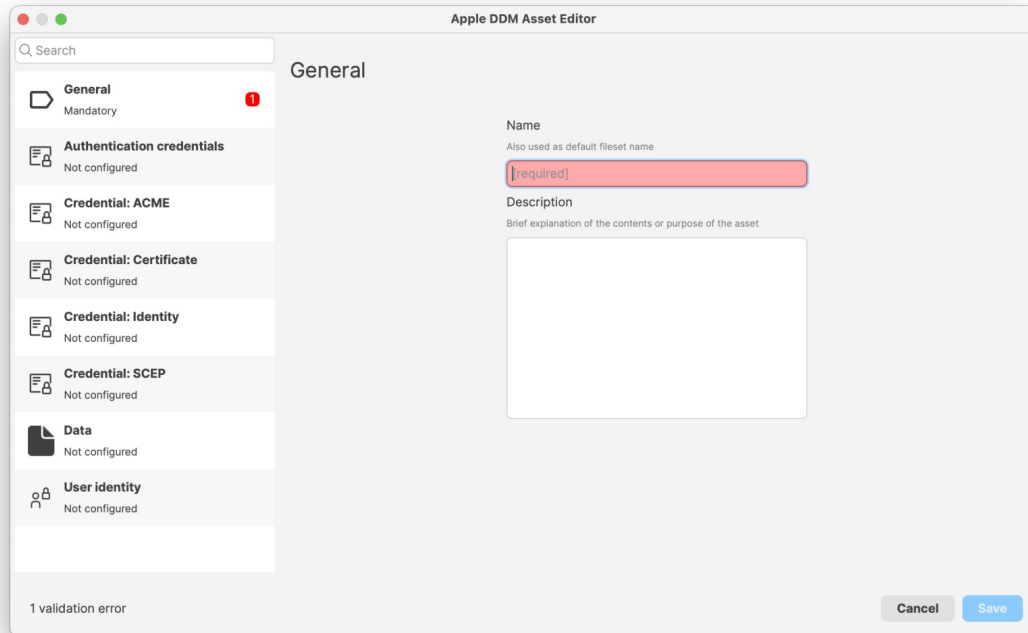 Apple DDM Asset Editor
Search
General
Mandatory
1
Authentication credentials
Not configured
Credential: ACME
Not configured
Credential: Certificate
Not configured
Credential: Identity
Not configured
Credential: SCEP
Not configured
Data
Not configured
User identity
Not configured
General
Name
Also used as default fileset name
[required]
Description
Brief explanation of the contents or purpose of the asset
1 validation error
Cancel
Save